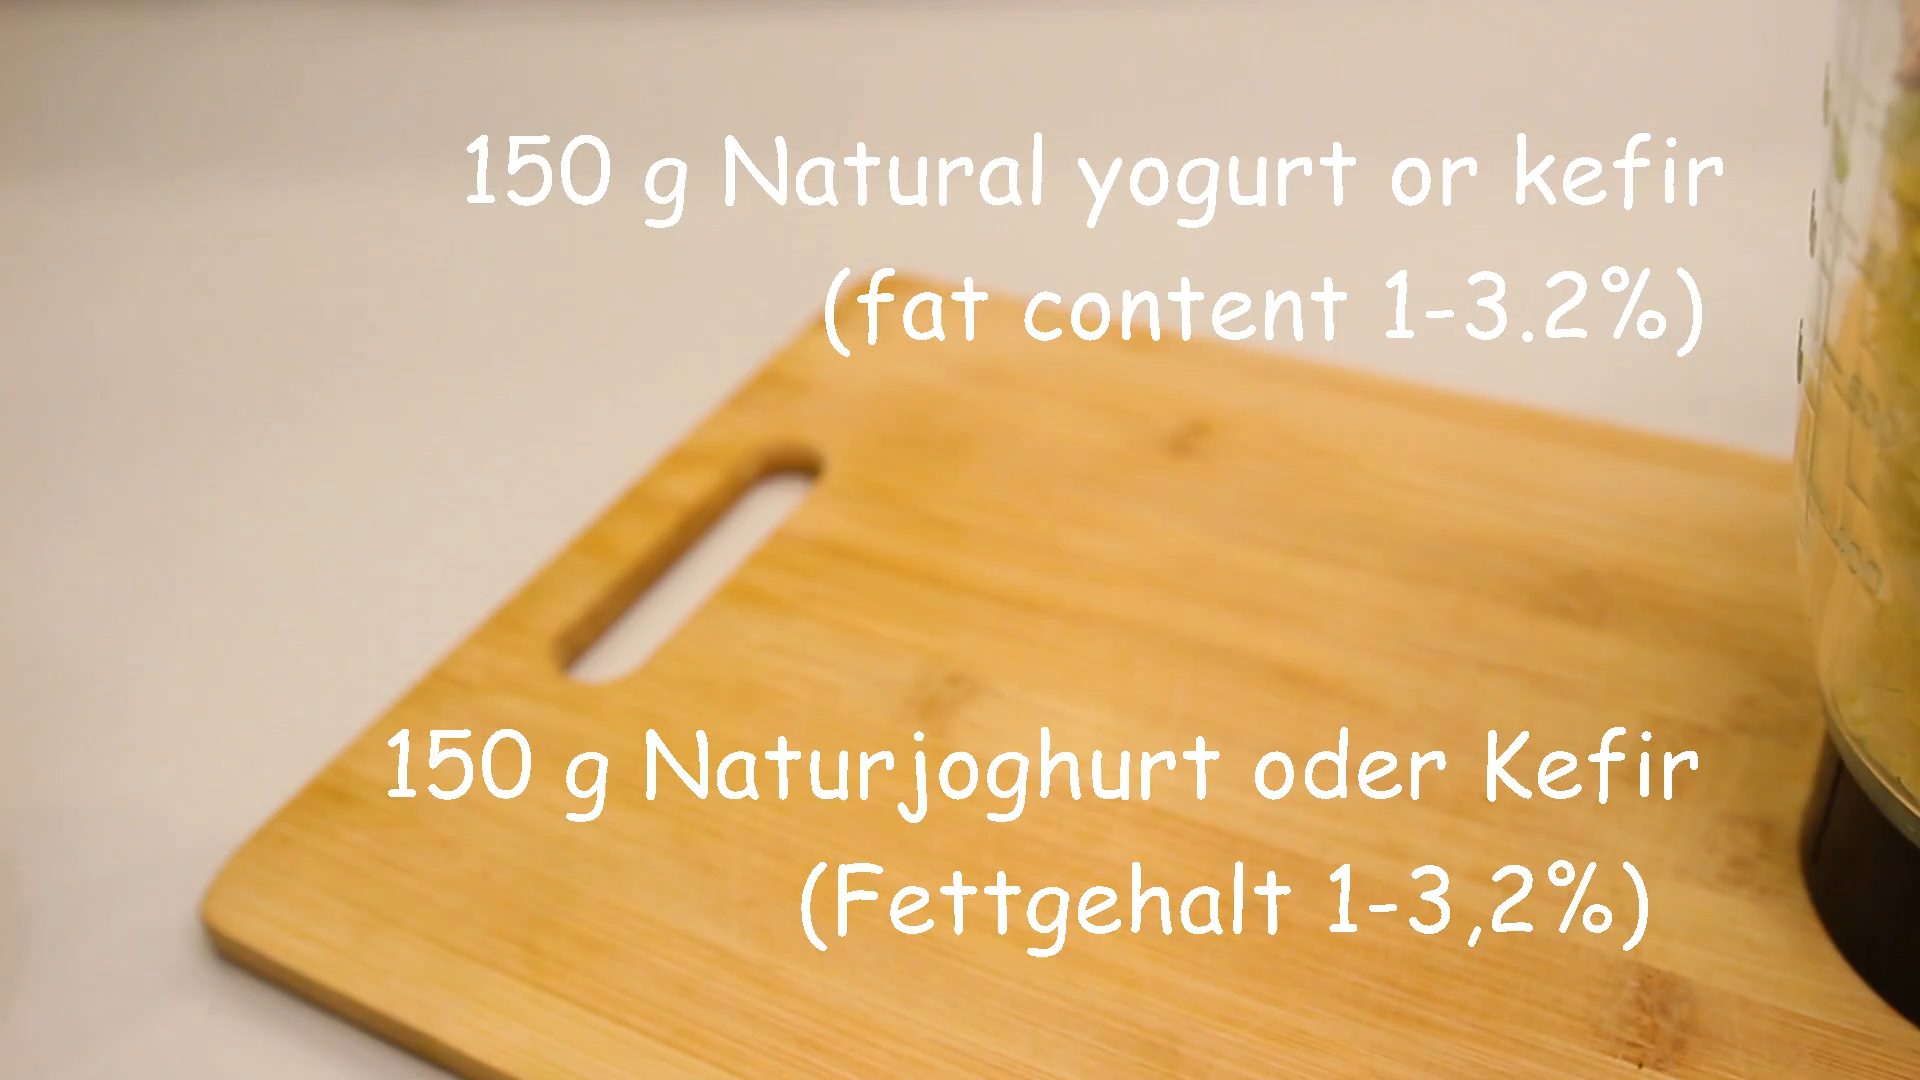 150 g Natural yogurt or kefir
(fat content 1-3.2%)
150 g Naturjoghurt oder Kefir
(Fettgehalt 1-3,2%)